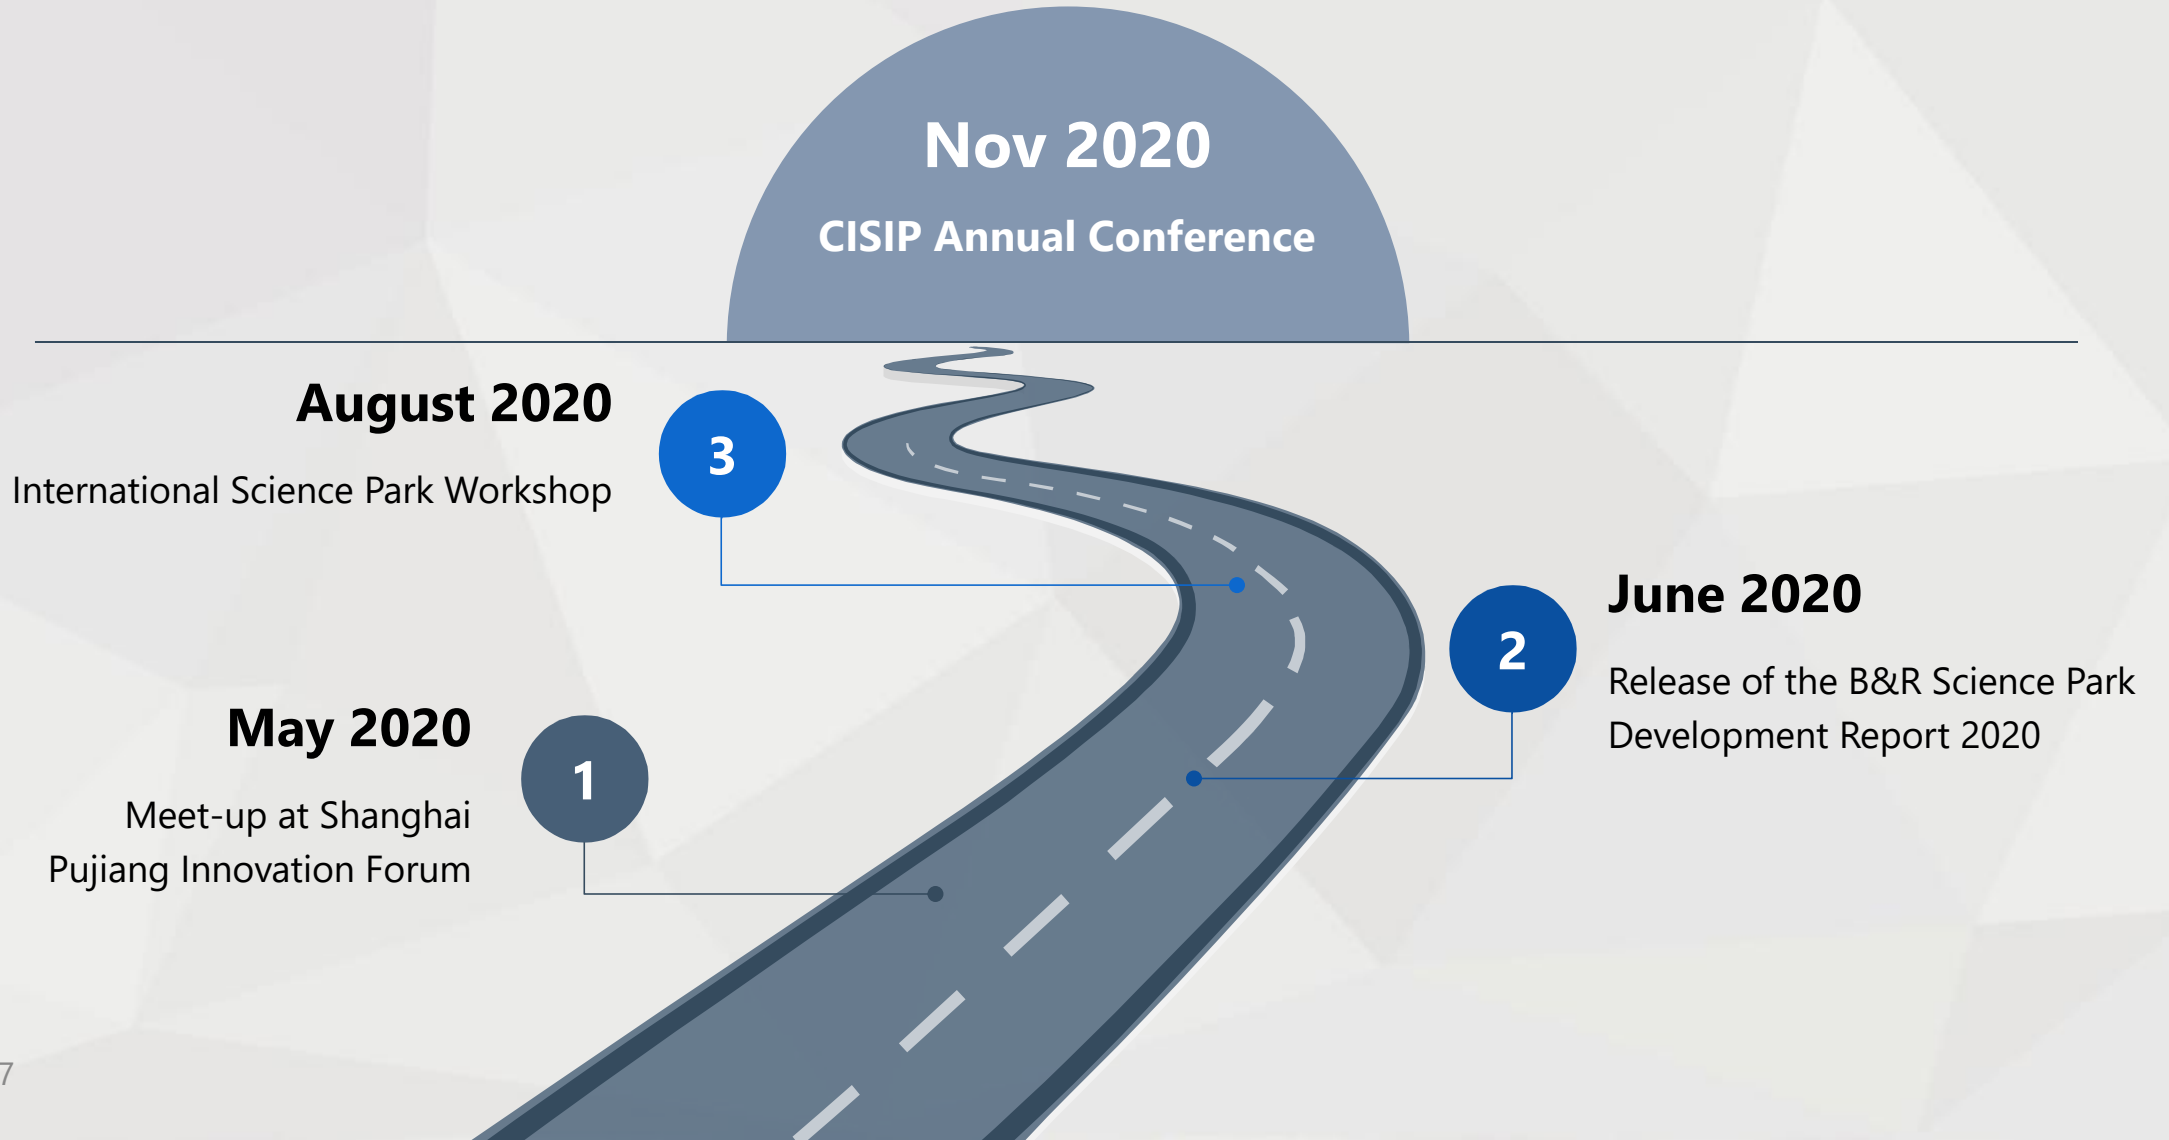 Nov 2020
CISIP Annual Conference
August 2020
3
International Science Park Workshop
June 2020
2
Release of the B&R Science Park
Development Report 2020
May 2020
1
Meet-up at Shanghai
Pujiang Innovation Forum
7